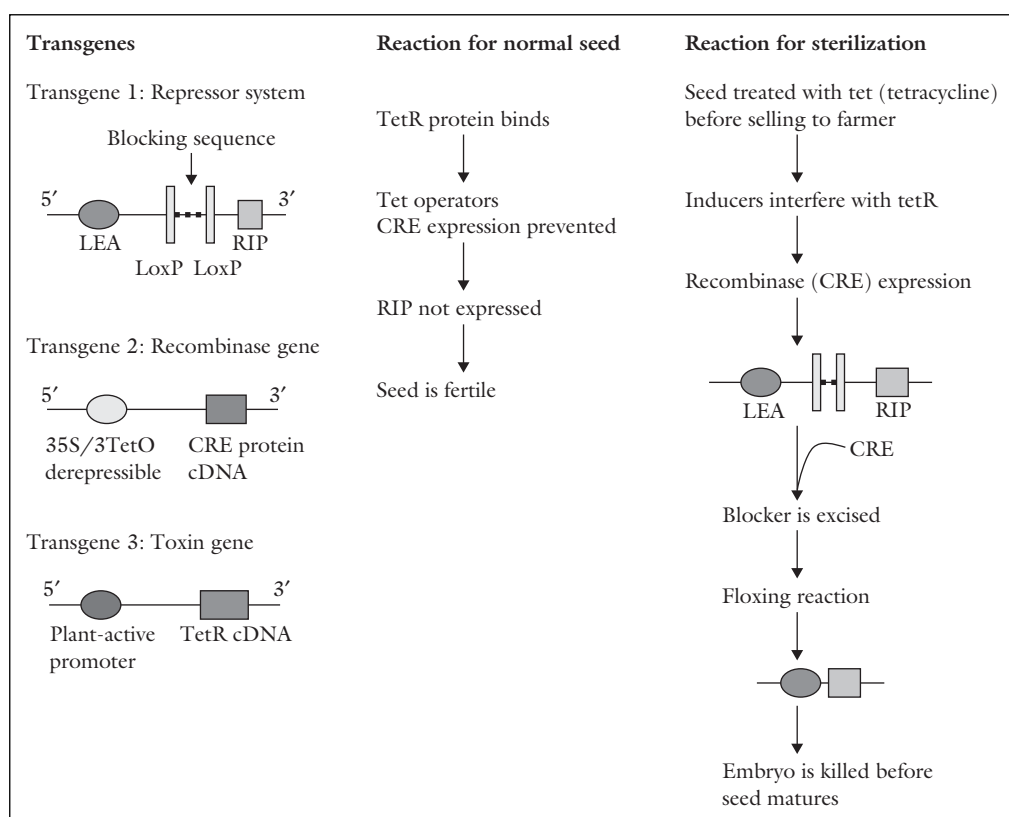 Transgenes
Transgene 1: Repressor system
Blocking sequence
5′ 3′
LEA RIP
LoxP LoxP
Transgene 2: Recombinase gene
5′ 3′
35S/3TetO CRE protein
derepressible cDNA
Transgene 3: Toxin gene
5′ 3′
Plant-active TetR cDNA
promoter
Reaction for normal seed
TetR protein binds
Tet operators
CRE expression prevented
RIP not expressed
Seed is fertile
Reaction for sterilization
Seed treated with tet (tetracycline)
before selling to farmer
Inducers interfere with tetR
Recombinase (CRE) expression
LEA RIP
CRE
Blocker is excised
Floxing reaction
Embryo is killed before
seed matures